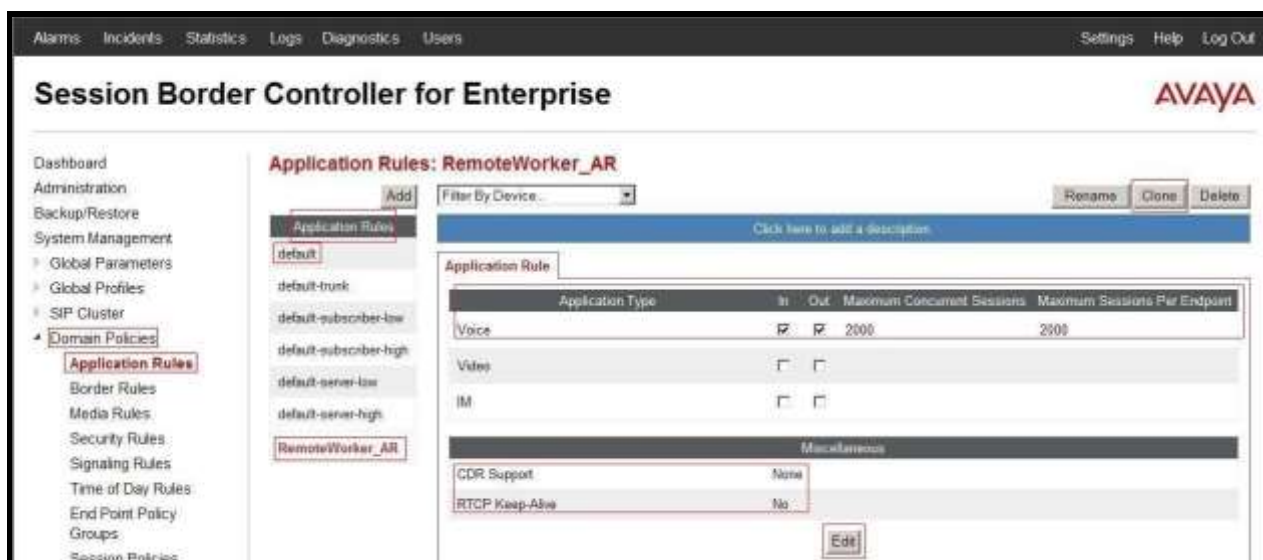 Alarms Incidents Statistics Logs Diagnostics Users Settings Help Log Out
Session Border Controller for Enterprise
AVAYA
Dashboard
Administration
Backup/Restore
System Management
Global Parameters
Global Profiles
SIP Cluster
Domain Policies
Application Rules
Border Rules
Media Rules
Security Rules
Signaling Rules
Time of Day Rules
End Point Policy
Groups
Session Policies
Application Rules: RemoteWorker_AR
Add
Filter By Device...
Rename Clone Delete
Application Rules
default
default-trunk
default-subscriber-low
default-subscriber-high
default-server-low
default-server-high
RemoteWorker_AR
Click here to add a description.
Application Rule
Application Type In Out Maximum Concurrent Sessions Maximum Sessions Per Endpoint
Voice 2000 2000
Video
IM
Miscellaneous
CDR Support None
RTCP Keep-Alive No
Edit